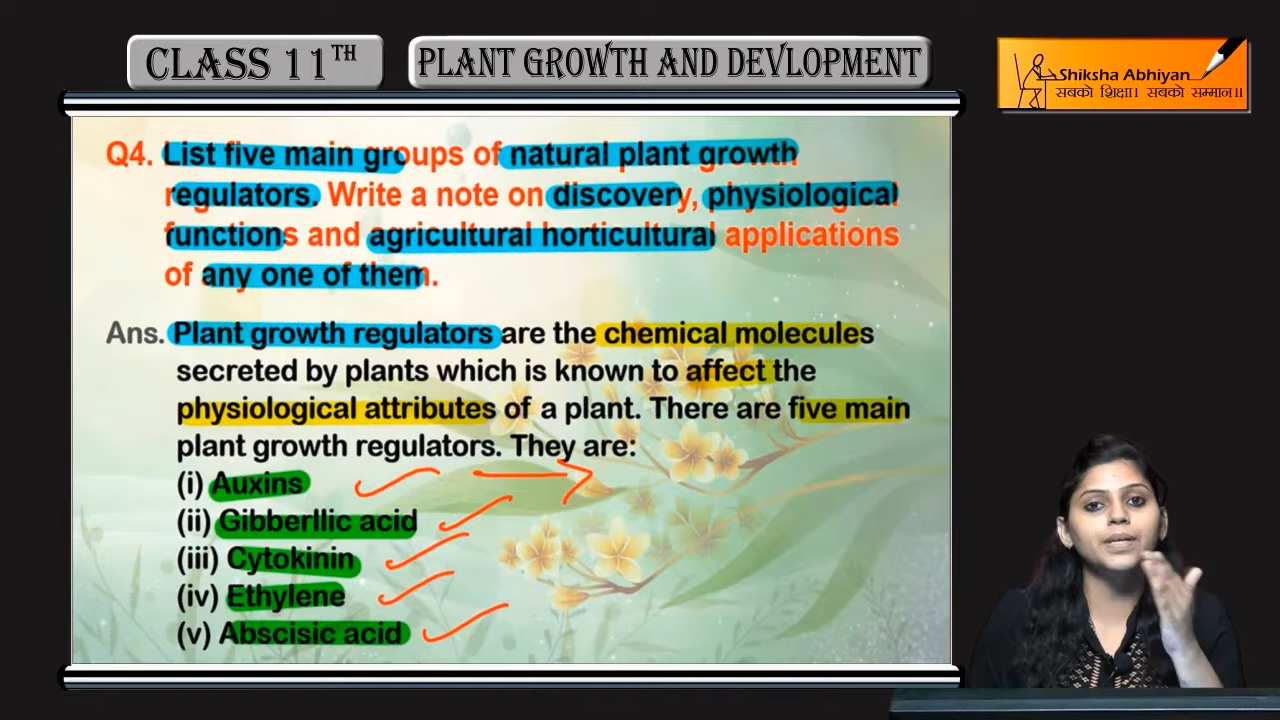 CLASS 11TH
PLANT GROWTH AND DEVLOPMENT
Shiksha Abhiyan
सबको शिक्षा। सबको सम्मान॥
Q4. List five main groups of natural plant growth
regulators. Write a note on discovery, physiological
functions and agricultural horticultural applications
of any one of them.
Ans. Plant growth regulators are the chemical molecules
secreted by plants which is known to affect the
physiological attributes of a plant. There are five main
plant growth regulators. They are:
(i) Auxins
(ii) Gibberllic acid
(iii) Cytokinin
(iv) Ethylene
(v) Abscisic acid